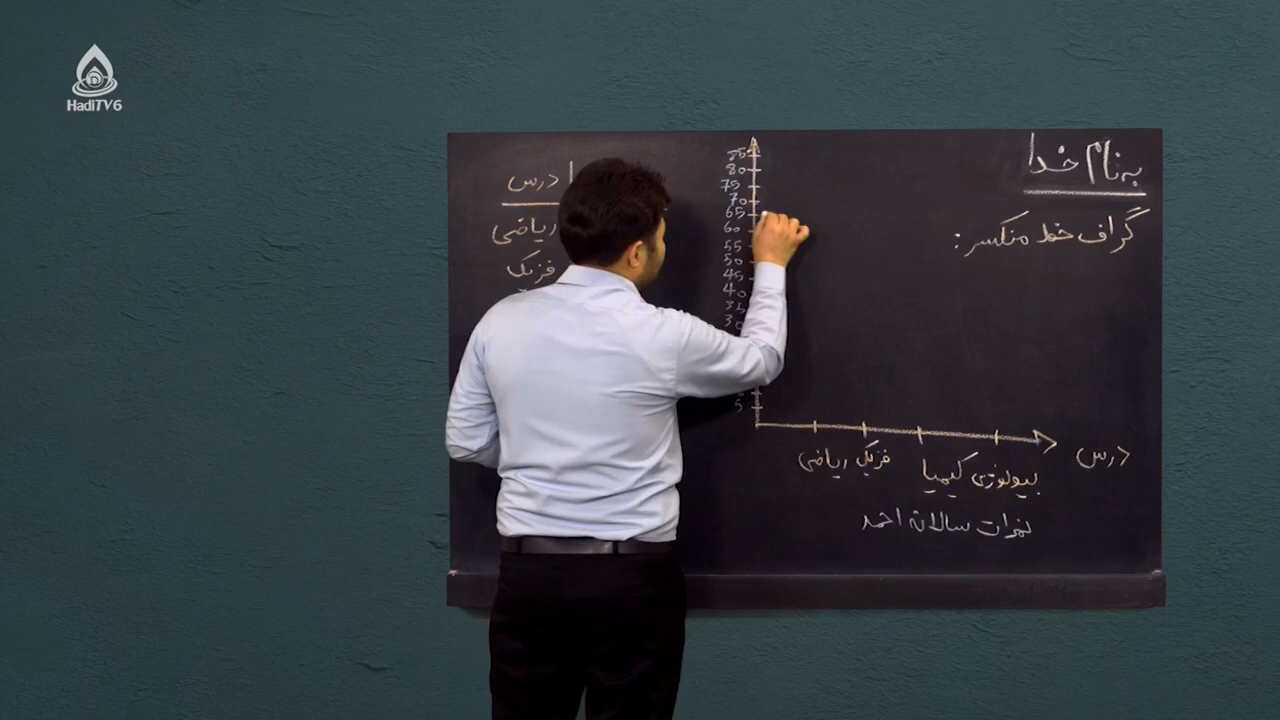 HadiTV6
به نام خدا
گراف خط منکسر:
درس
ریاضی
فزیک
85
80
75
70
65
60
55
50
45
40
35
30
5
ریاضی فزیک کیمیا بیولوژی درس
نمرات سالانه احمد